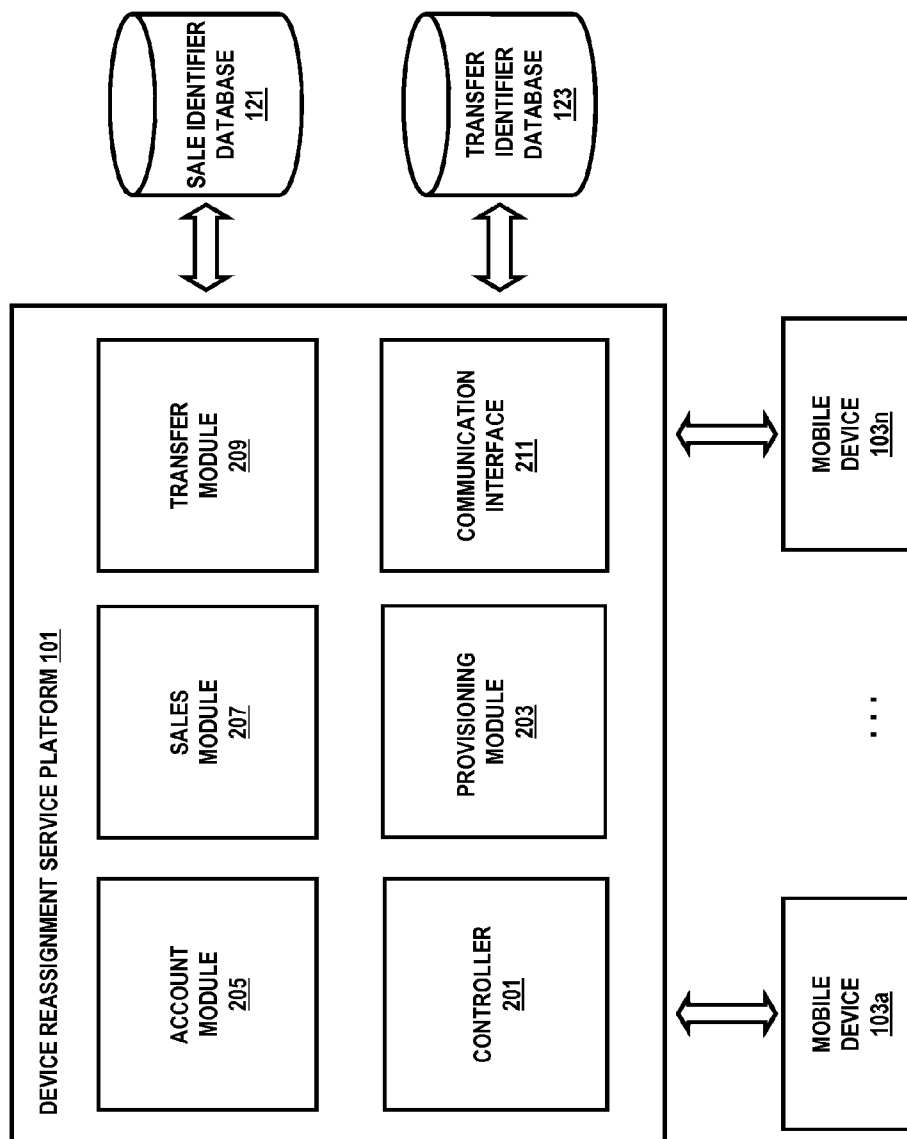 DEVICE REASSIGNMENT SERVICE PLATFORM 101
ACCOUNT
MODULE
205
SALES
MODULE
207
TRANSFER
MODULE
209
CONTROLLER
201
PROVISIONING
MODULE
203
COMMUNICATION
INTERFACE
211
SALE IDENTIFIER
DATABASE
121
TRANSFER
IDENTIFIER
DATABASE
123
MOBILE
DEVICE
103a
. . .
MOBILE
DEVICE
103n